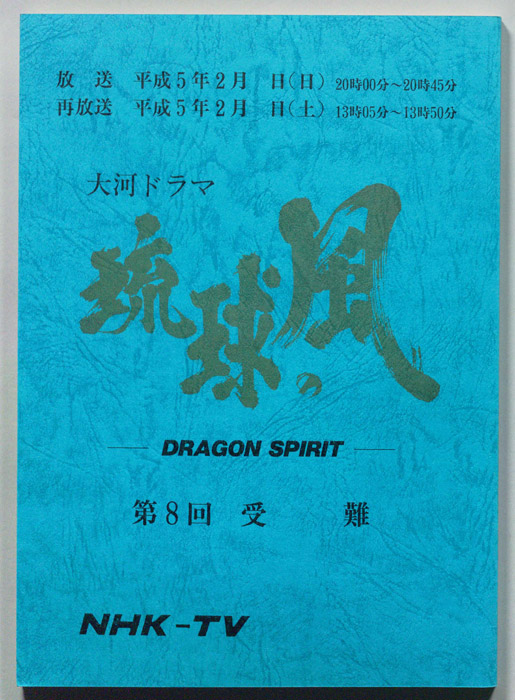 放　送　平成5年2月　日（日）20時00分～20時45分
再放送　平成5年2月　日（土）13時05分～13時50分
大河ドラマ
琉球の風
DRAGON SPIRIT
第8回　受　　難
NHK-TV